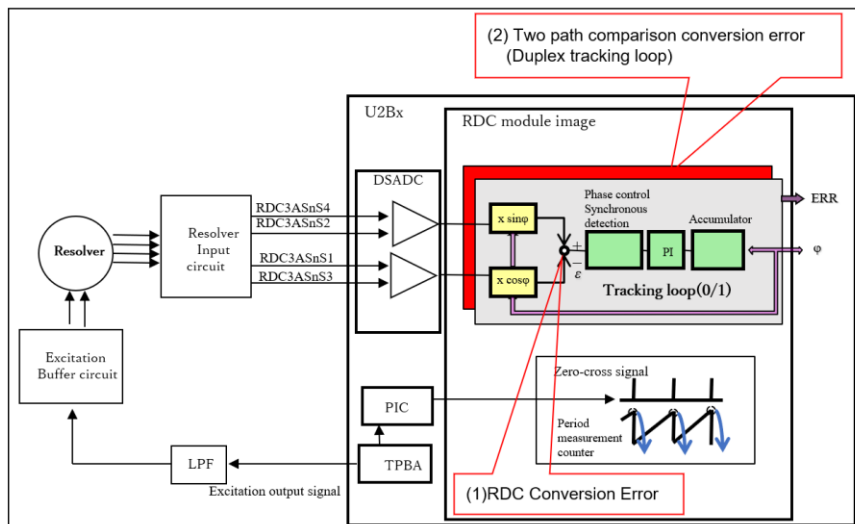 (2) Two path comparison conversion error
(Duplex tracking loop)
U2Bx
RDC module image
DSADC
ERR
Phase control
Synchronous
detection
Accumulator
RDC3ASnS4
RDC3ASnS2
x sinφ
Resolver
Resolver
Input
circuit
+
−
ε
PI
φ
RDC3ASnS1
RDC3ASnS3
x cosφ
Tracking loop(0/1)
Excitation
Buffer circuit
Zero-cross signal
PIC
Period
measurement
counter
LPF
TPBA
Excitation output signal
(1)RDC Conversion Error